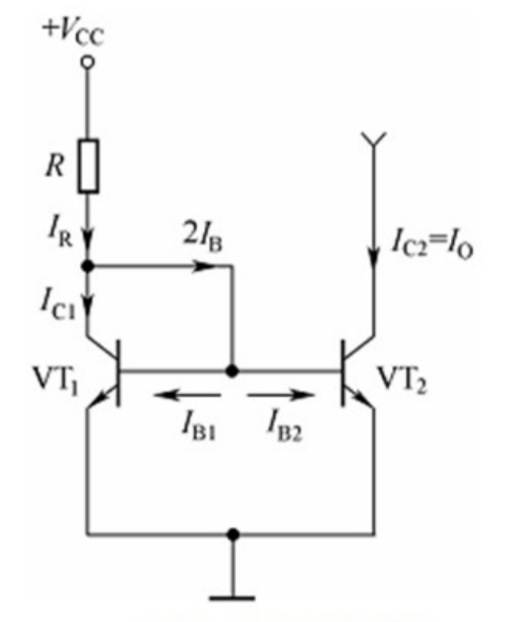 +VCC
R
IR
2IB
IC2=IO
IC1
VT1
VT2
IB1
IB2